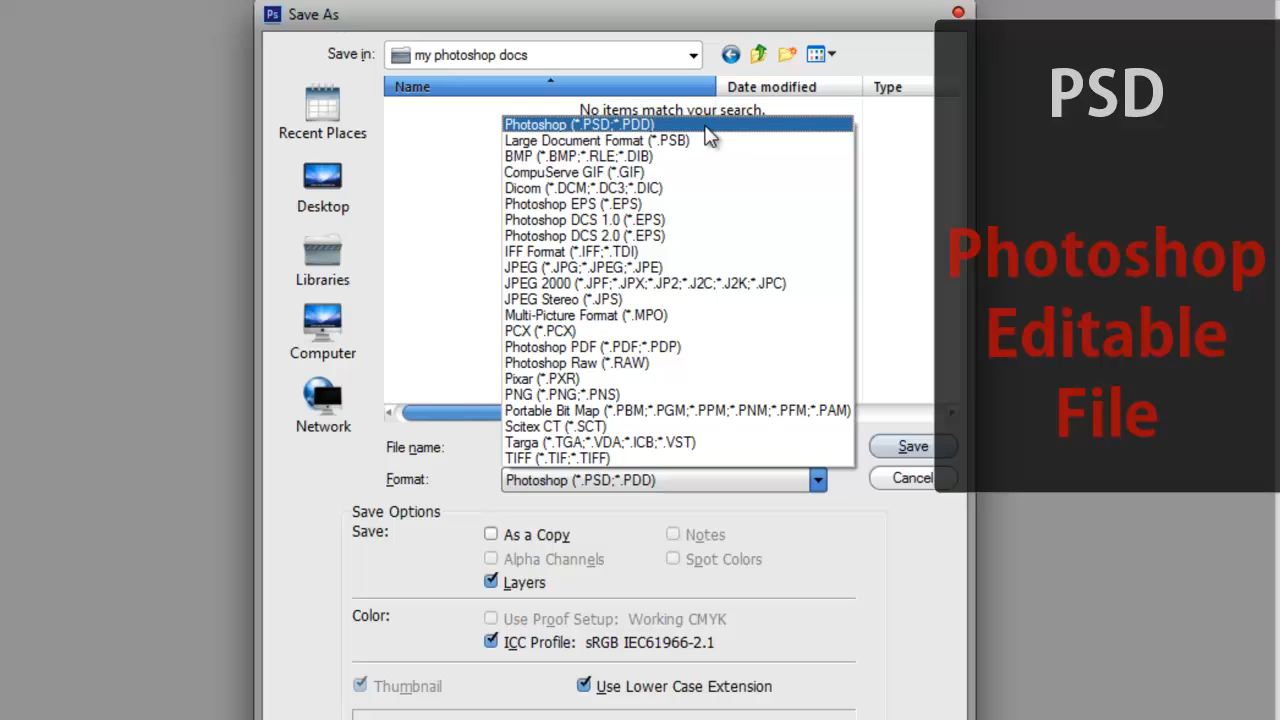 Ps Save As
Save in: my photoshop docs
Name Date modified Type
No items match your search.
Recent Places
Desktop
Libraries
Computer
Network
Photoshop (*.PSD;*.PDD)
Large Document Format (*.PSB)
BMP (*.BMP;*.RLE;*.DIB)
CompuServe GIF (*.GIF)
Dicom (*.DCM;*.DC3;*.DIC)
Photoshop EPS (*.EPS)
Photoshop DCS 1.0 (*.EPS)
Photoshop DCS 2.0 (*.EPS)
IFF Format (*.IFF;*.TDI)
JPEG (*.JPG;*.JPEG;*.JPE)
JPEG 2000 (*.JPF;*.JPX;*.JP2;*.J2C;*.J2K;*.JPC)
JPEG Stereo (*.JPS)
Multi-Picture Format (*.MPO)
PCX (*.PCX)
Photoshop PDF (*.PDF;*.PDP)
Photoshop Raw (*.RAW)
Pixar (*.PXR)
PNG (*.PNG;*.PNS)
Portable Bit Map (*.PBM;*.PGM;*.PPM;*.PNM;*.PFM;*.PAM)
Scitex CT (*.SCT)
Targa (*.TGA;*.VDA;*.ICB;*.VST)
TIFF (*.TIF;*.TIFF)
File name: Save
Format: Photoshop (*.PSD;*.PDD) Cancel
Save Options
Save: As a Copy Notes
Alpha Channels Spot Colors
Layers
Color: Use Proof Setup: Working CMYK
ICC Profile: sRGB IEC61966-2.1
Thumbnail Use Lower Case Extension
PSD
Photoshop
Editable
File